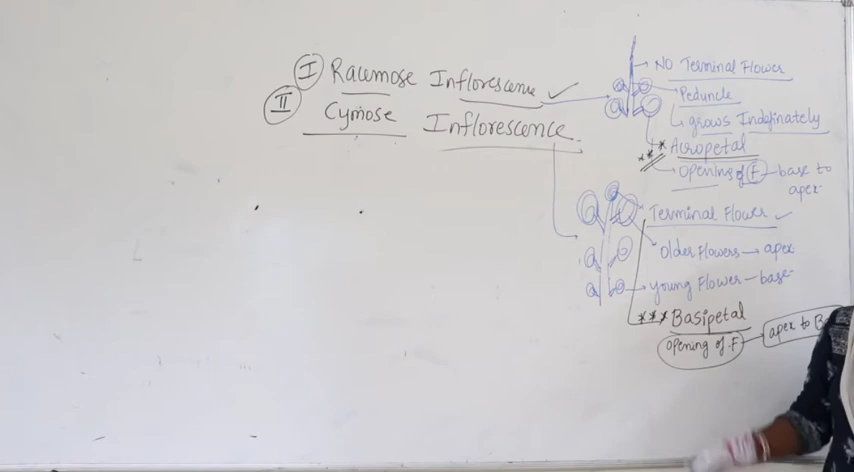 I Racemose Inflorescence ✓
II Cymose Inflorescence
NO Terminal Flower
Peduncle
↳ grows Indefinately
* Acropetal
**
opening of F - base to
apex
Terminal Flower ✓
older Flowers → apex
young Flower - base
*** Basipetal
opening of F - apex to